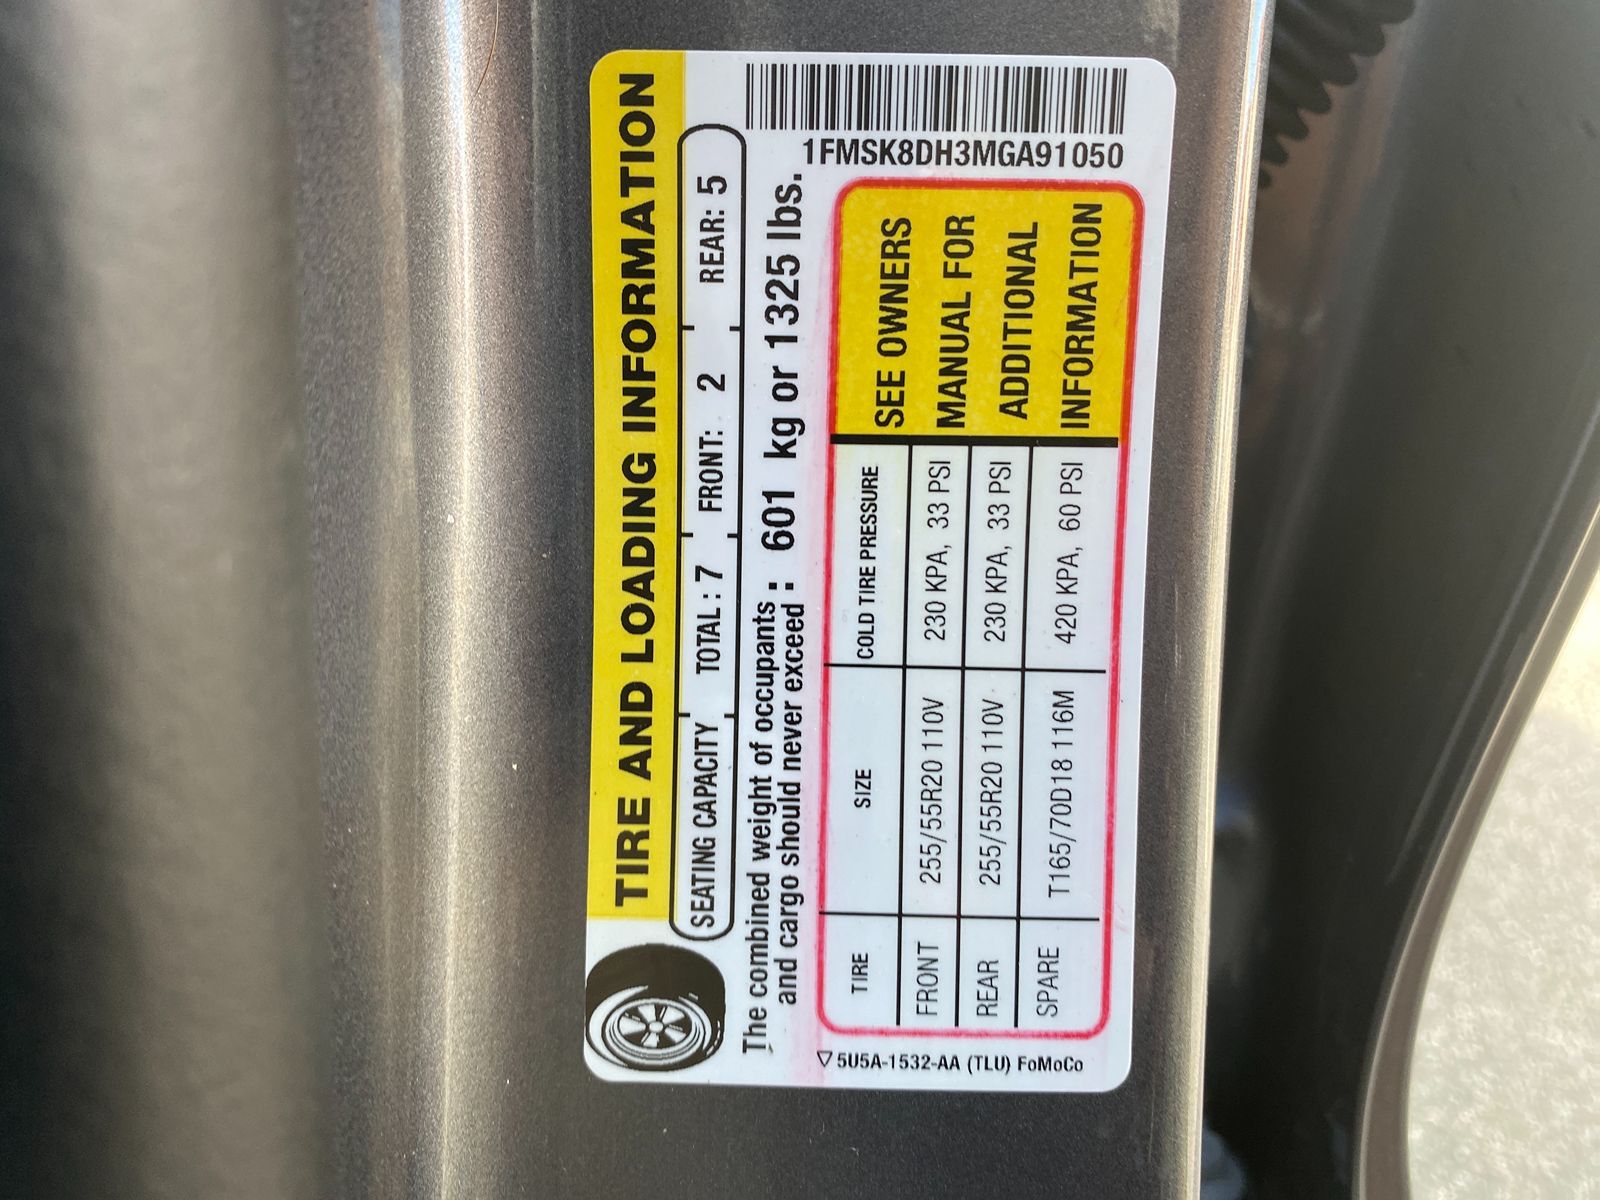 TIRE AND LOADING INFORMATION
SEATING CAPACITY TOTAL : 7 FRONT: 2 REAR: 5
The combined weight of occupants and cargo should never exceed : 601 kg or 1325 lbs.
TIRE SIZE COLD TIRE PRESSURE
FRONT 255/55R20 110V 230 KPA, 33 PSI
REAR 255/55R20 110V 230 KPA, 33 PSI
SPARE T165/70D18 116M 420 KPA, 60 PSI
SEE OWNERS
MANUAL FOR
ADDITIONAL
INFORMATION
1FMSK8DH3MGA91050
5U5A-1532-AA (TLU) FoMoCo